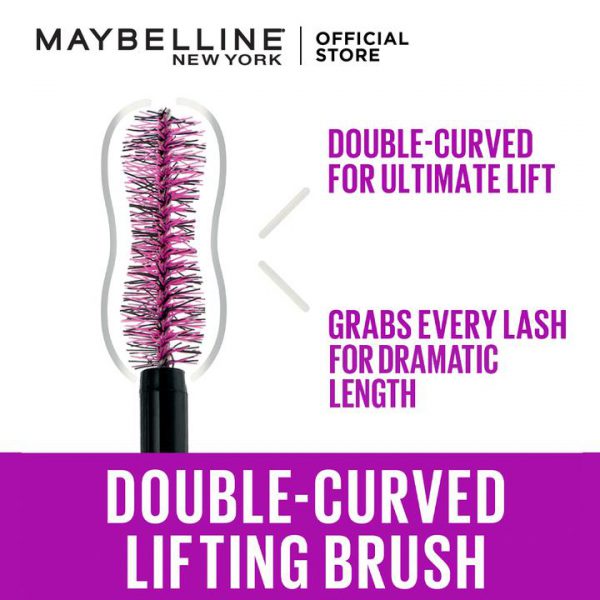 MAYBELLINE
NEW YORK
OFFICIAL
STORE
DOUBLE-CURVED
FOR ULTIMATE LIFT
GRABS EVERY LASH
FOR DRAMATIC
LENGTH
DOUBLE-CURVED
LIFTING BRUSH